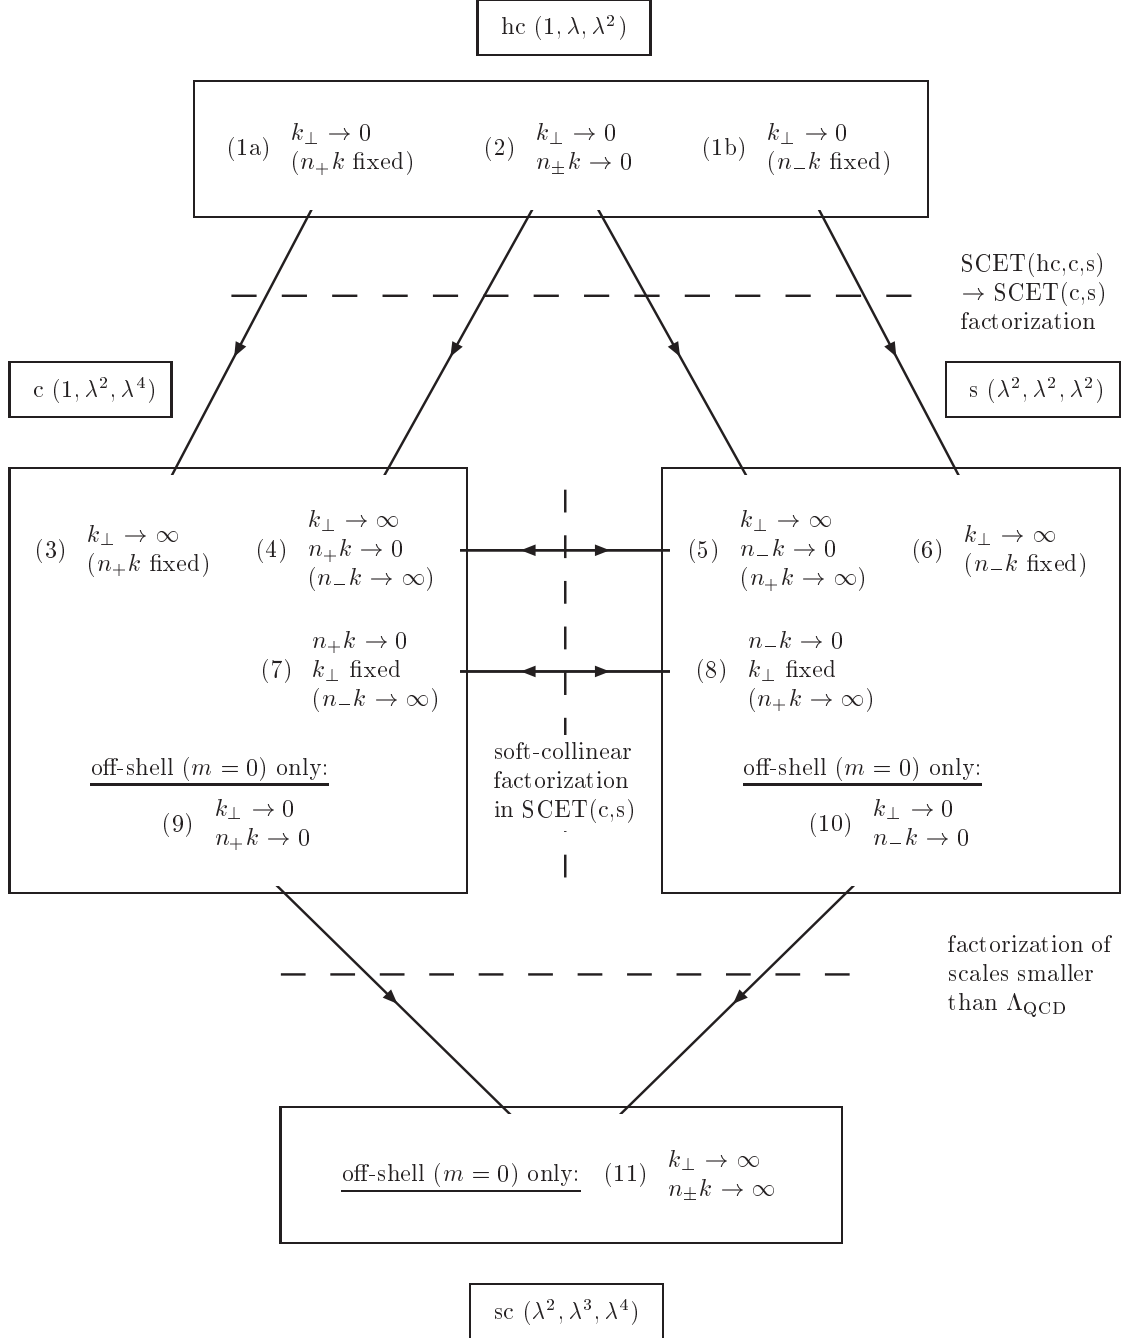 hc (1, λ, λ²)
(1a) k⊥ → 0
(n₊k fixed)
(2) k⊥ → 0
n±k → 0
(1b) k⊥ → 0
(n₋k fixed)
SCET(hc,c,s)
→ SCET(c,s)
factorization
c (1, λ², λ⁴)
s (λ², λ², λ²)
(3) k⊥ → ∞
(n₊k fixed)
(4) k⊥ → ∞
n₊k → 0
(n₋k → ∞)
(5) k⊥ → ∞
n₋k → 0
(n₊k → ∞)
(6) k⊥ → ∞
(n₋k fixed)
(7) n₊k → 0
k⊥ fixed
(n₋k → ∞)
(8) n₋k → 0
k⊥ fixed
(n₊k → ∞)
soft-collinear
factorization
in SCET(c,s)
off-shell (m = 0) only:
(9) k⊥ → 0
n₊k → 0
off-shell (m = 0) only:
(10) k⊥ → 0
n₋k → 0
factorization of
scales smaller
than Λ_QCD
off-shell (m = 0) only: (11) k⊥ → ∞
n±k → ∞
sc (λ², λ³, λ⁴)